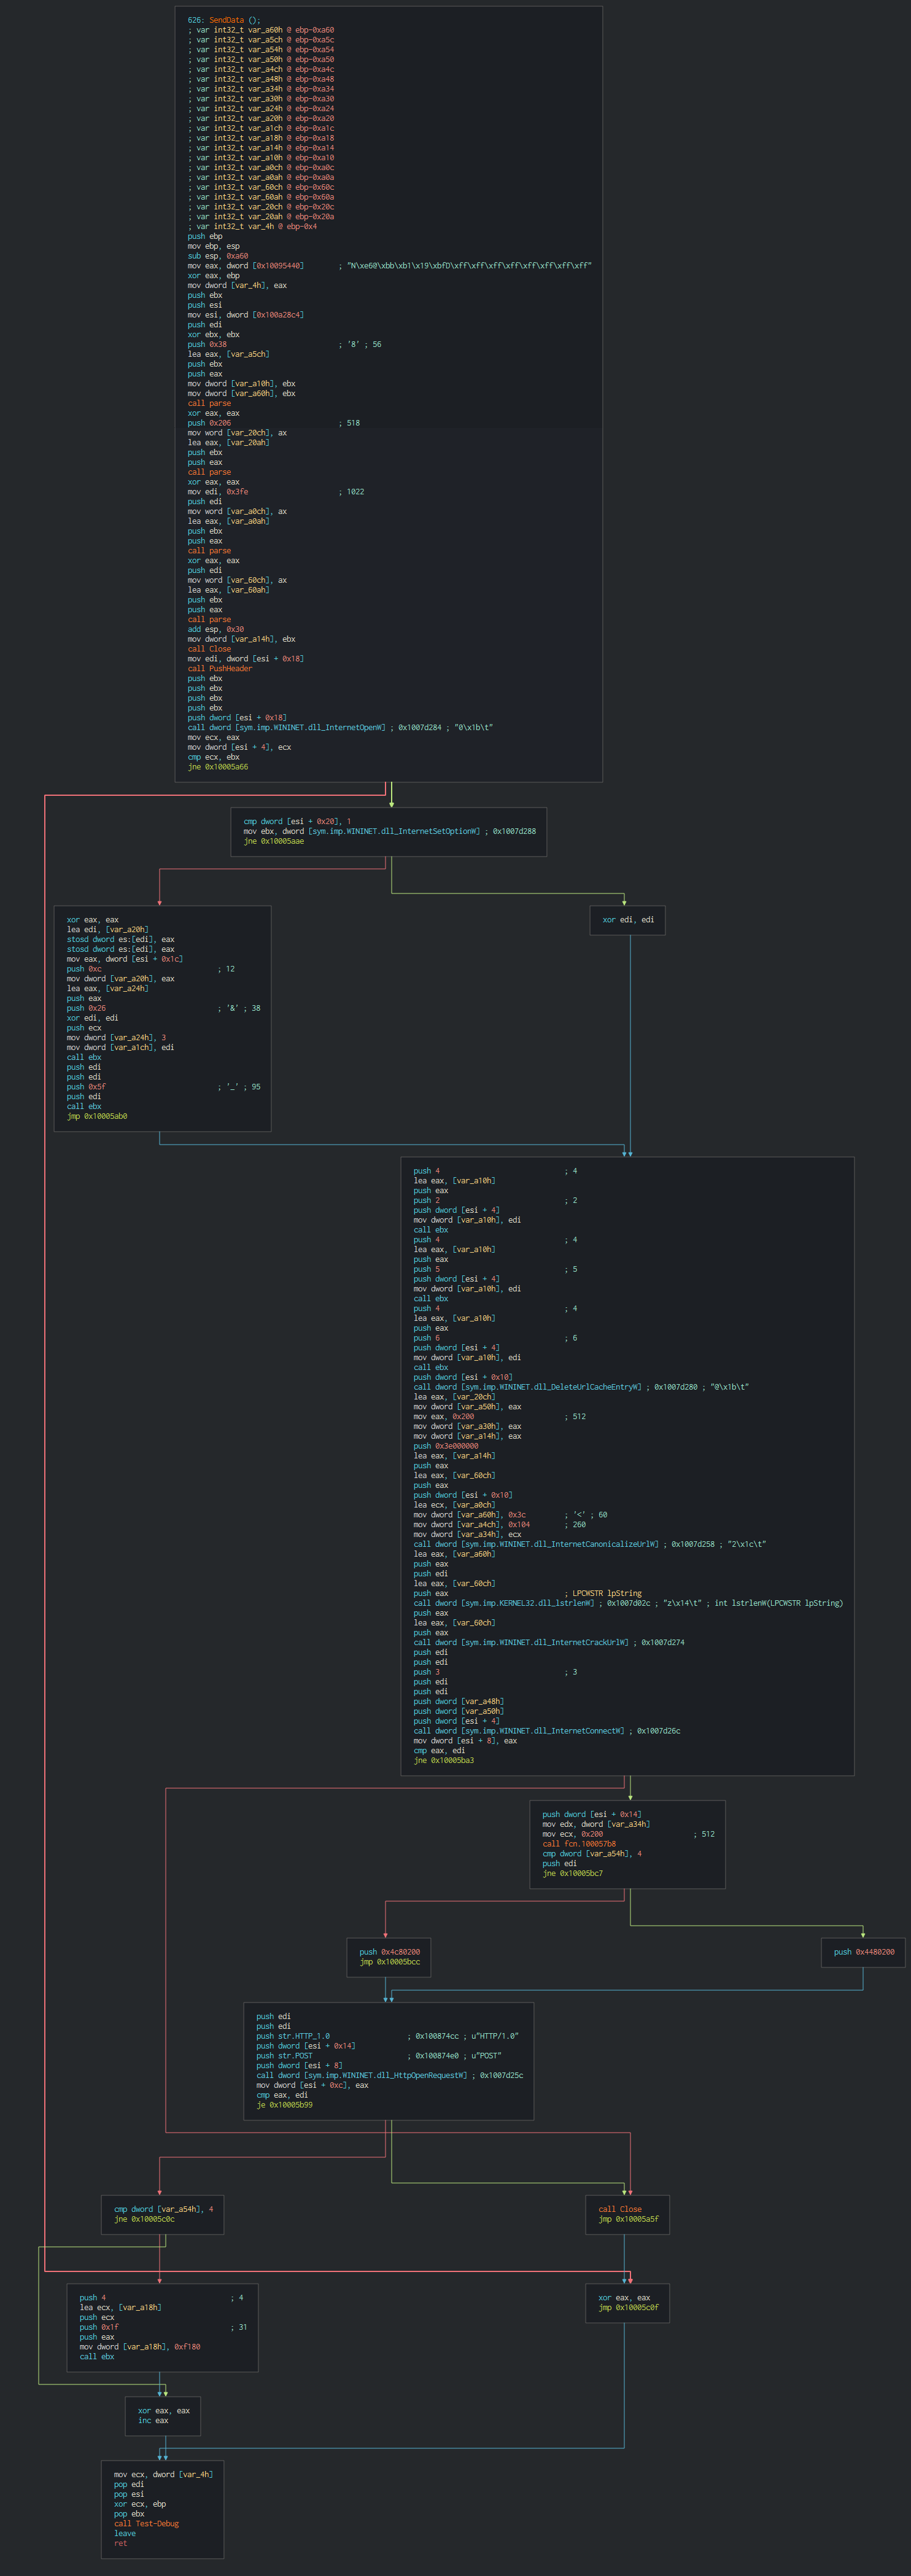 626: SendData ();
; var int32_t var_a60h @ ebp-0xa60
; var int32_t var_a5ch @ ebp-0xa5c
; var int32_t var_a54h @ ebp-0xa54
; var int32_t var_a50h @ ebp-0xa50
; var int32_t var_a4ch @ ebp-0xa4c
; var int32_t var_a48h @ ebp-0xa48
; var int32_t var_a34h @ ebp-0xa34
; var int32_t var_a30h @ ebp-0xa30
; var int32_t var_a24h @ ebp-0xa24
; var int32_t var_a20h @ ebp-0xa20
; var int32_t var_a1ch @ ebp-0xa1c
; var int32_t var_a18h @ ebp-0xa18
; var int32_t var_a14h @ ebp-0xa14
; var int32_t var_a10h @ ebp-0xa10
; var int32_t var_a0ch @ ebp-0xa0c
; var int32_t var_a0ah @ ebp-0xa0a
; var int32_t var_60ch @ ebp-0x60c
; var int32_t var_60ah @ ebp-0x60a
; var int32_t var_20ch @ ebp-0x20c
; var int32_t var_20ah @ ebp-0x20a
; var int32_t var_4h @ ebp-0x4
push ebp
mov ebp, esp
sub esp, 0xa60
mov eax, dword [0x10095440] ; "N\xe6@\xbb\xb1\x19\xbfD\xff\xff\xff\xff\xff\xff\xff\xff"
xor eax, ebp
mov dword [var_4h], eax
push ebx
push esi
mov esi, dword [0x100a28c4]
push edi
xor ebx, ebx
push 0x38 ; '8' ; 56
lea eax, [var_a5ch]
push ebx
push eax
mov dword [var_a10h], ebx
mov dword [var_a60h], ebx
call parse
xor eax, eax
push 0x206 ; 518
mov word [var_20ch], ax
lea eax, [var_20ah]
push ebx
push eax
call parse
xor eax, eax
mov edi, 0x3fe ; 1022
push edi
mov word [var_a0ch], ax
lea eax, [var_a0ah]
push ebx
push eax
call parse
xor eax, eax
push edi
mov word [var_60ch], ax
lea eax, [var_60ah]
push ebx
push eax
call parse
add esp, 0x30
mov dword [var_a14h], ebx
call Close
mov edi, dword [esi + 0x18]
call PushHeader
push ebx
push ebx
push ebx
push ebx
push dword [esi + 0x18]
call dword [sym.imp.WININET.dll_InternetOpenW] ; 0x1007d284 ; "0\x1b\t"
mov ecx, eax
mov dword [esi + 4], ecx
cmp ecx, ebx
jne 0x10005a66
cmp dword [esi + 0x20], 1
mov ebx, dword [sym.imp.WININET.dll_InternetSetOptionW] ; 0x1007d288
jne 0x10005aae
xor eax, eax
lea edi, [var_a20h]
stosd dword es:[edi], eax
stosd dword es:[edi], eax
mov eax, dword [esi + 0x1c]
push 0xc ; 12
mov dword [var_a20h], eax
lea eax, [var_a24h]
push eax
push 0x26 ; '&' ; 38
xor edi, edi
push ecx
mov dword [var_a24h], 3
mov dword [var_a1ch], edi
call ebx
push edi
push edi
push 0x5f ; '_' ; 95
push edi
call ebx
jmp 0x10005ab0
xor edi, edi
push 4 ; 4
lea eax, [var_a10h]
push eax
push 2 ; 2
push dword [esi + 4]
mov dword [var_a10h], edi
call ebx
push 4 ; 4
lea eax, [var_a10h]
push eax
push 5 ; 5
push dword [esi + 4]
mov dword [var_a10h], edi
call ebx
push 4 ; 4
lea eax, [var_a10h]
push eax
push 6 ; 6
push dword [esi + 4]
mov dword [var_a10h], edi
call ebx
push dword [esi + 0x10]
call dword [sym.imp.WININET.dll_DeleteUrlCacheEntryW] ; 0x1007d280 ; "0\x1b\t"
lea eax, [var_20ch]
mov dword [var_a50h], eax
mov eax, 0x200 ; 512
mov dword [var_a30h], eax
mov dword [var_a14h], eax
push 0x3e000000
lea eax, [var_a14h]
push eax
lea eax, [var_60ch]
push eax
push dword [esi + 0x10]
lea ecx, [var_a0ch]
mov dword [var_a60h], 0x3c ; '<' ; 60
mov dword [var_a4ch], 0x104 ; 260
mov dword [var_a34h], ecx
call dword [sym.imp.WININET.dll_InternetCanonicalizeUrlW] ; 0x1007d258 ; "2\x1c\t"
lea eax, [var_a60h]
push eax
push edi
lea eax, [var_60ch]
push eax ; LPCWSTR lpString
call dword [sym.imp.KERNEL32.dll_lstrlenW] ; 0x1007d02c ; "z\x14\t" ; int lstrlenW(LPCWSTR lpString)
push eax
lea eax, [var_60ch]
push eax
call dword [sym.imp.WININET.dll_InternetCrackUrlW] ; 0x1007d274
push edi
push edi
push 3 ; 3
push edi
push edi
push dword [var_a48h]
push dword [var_a50h]
push dword [esi + 4]
call dword [sym.imp.WININET.dll_InternetConnectW] ; 0x1007d26c
mov dword [esi + 8], eax
cmp eax, edi
jne 0x10005ba3
push dword [esi + 0x14]
mov edx, dword [var_a34h]
mov ecx, 0x200 ; 512
call fcn.100057b8
cmp dword [var_a54h], 4
push edi
jne 0x10005bc7
push 0x4c80200
jmp 0x10005bcc
push 0x4480200
push edi
push edi
push str.HTTP_1.0 ; 0x100874cc ; u"HTTP/1.0"
push dword [esi + 0x14]
push str.POST ; 0x100874e0 ; u"POST"
push dword [esi + 8]
call dword [sym.imp.WININET.dll_HttpOpenRequestW] ; 0x1007d25c
mov dword [esi + 0xc], eax
cmp eax, edi
je 0x10005b99
cmp dword [var_a54h], 4
jne 0x10005c0c
call Close
jmp 0x10005a5f
push 4 ; 4
lea ecx, [var_a18h]
push ecx
push 0x1f ; 31
push eax
mov dword [var_a18h], 0xf180
call ebx
xor eax, eax
jmp 0x10005c0f
xor eax, eax
inc eax
mov ecx, dword [var_4h]
pop edi
pop esi
xor ecx, ebp
pop ebx
call Test-Debug
leave
ret